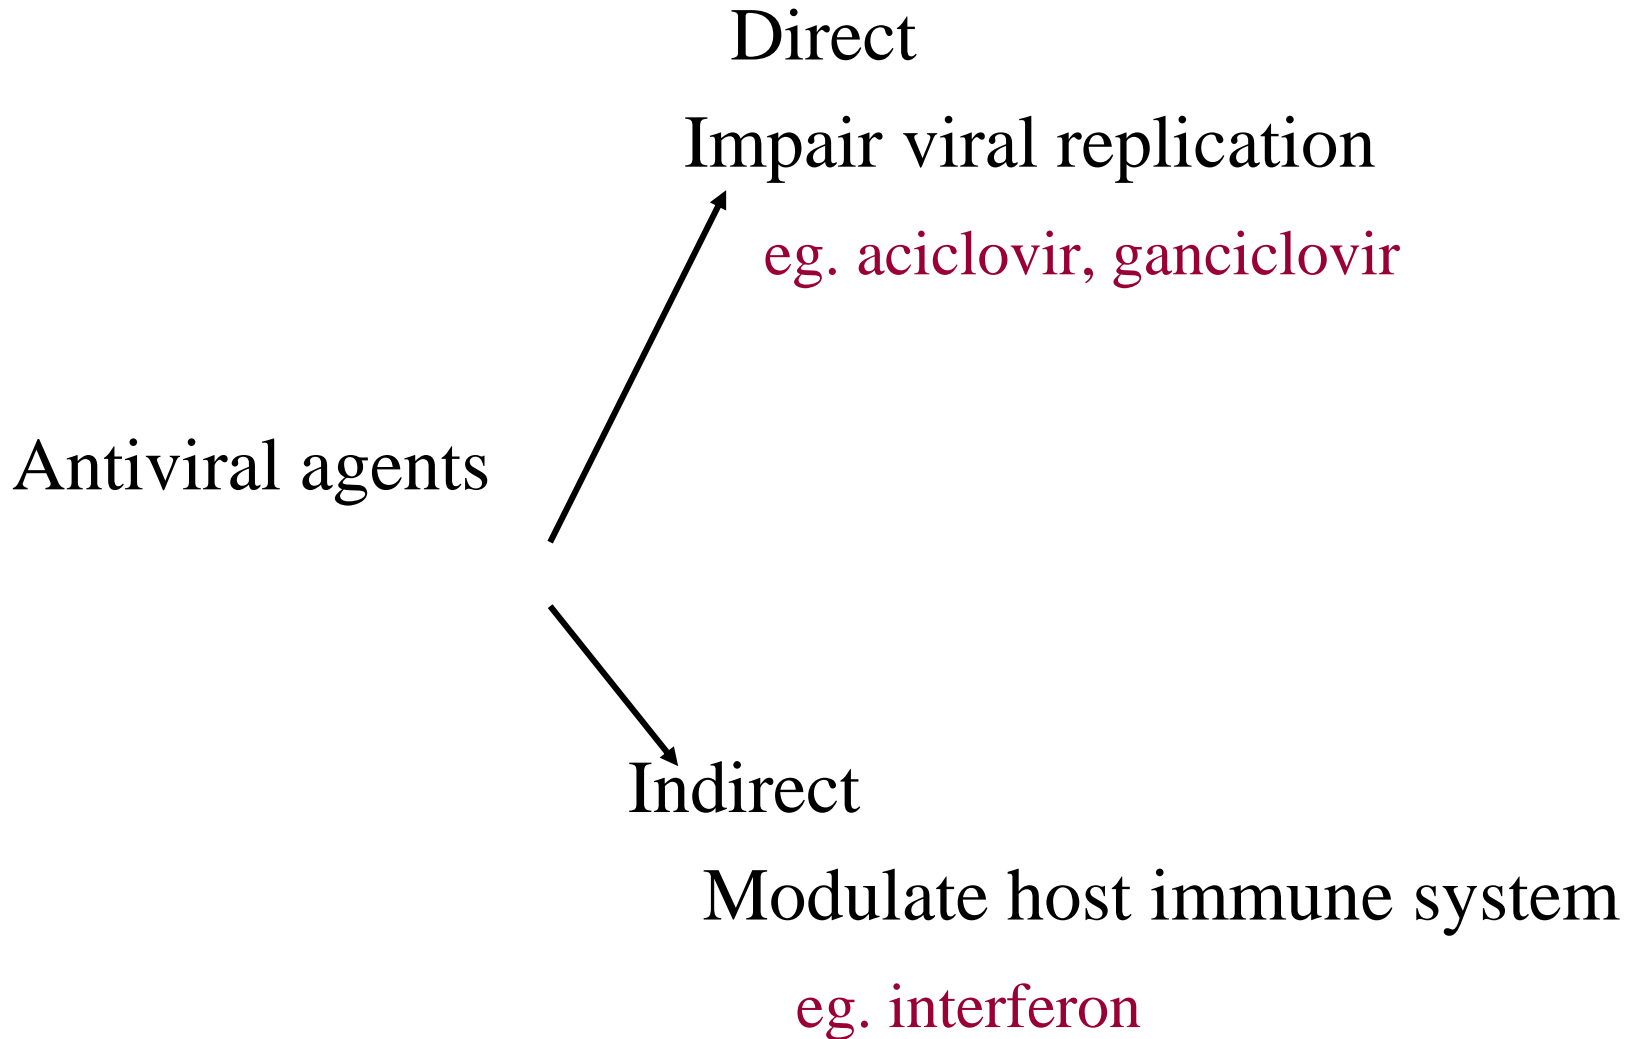 Direct
Impair viral replication
eg. aciclovir, ganciclovir
Antiviral agents
Indirect
Modulate host immune system
eg. interferon